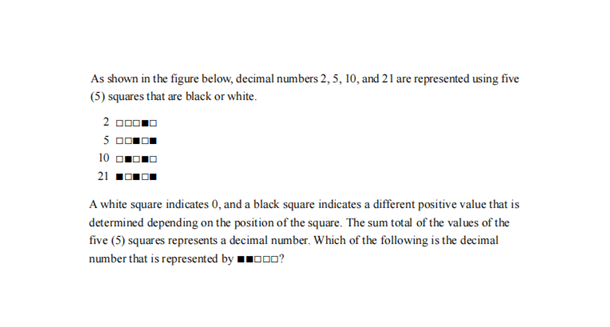 As shown in the figure below, decimal numbers 2, 5, 10, and 21 are represented using five
(5) squares that are black or white.
2 □□□■□
5 □□■□■
10 □■□■□
21 ■□■□■
A white square indicates 0, and a black square indicates a different positive value that is
determined depending on the position of the square. The sum total of the values of the
five (5) squares represents a decimal number. Which of the following is the decimal
number that is represented by ■■□□□?